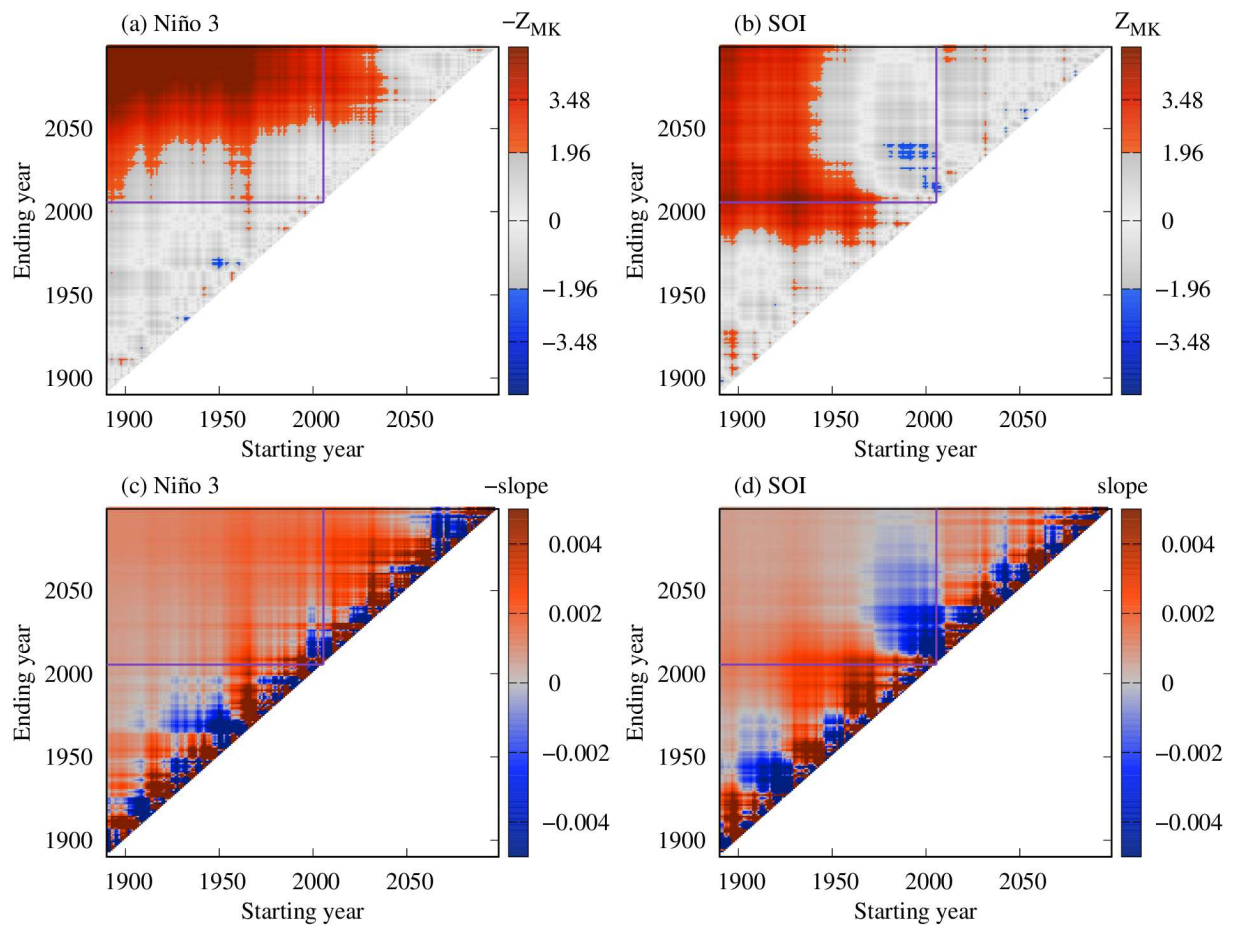 (a) Niño 3
−Z_MK
3.48
1.96
0
−1.96
−3.48
2050
2000
1950
1900
Ending year
1900 1950 2000 2050
Starting year
(b) SOI
Z_MK
3.48
1.96
0
−1.96
−3.48
2050
2000
1950
1900
Ending year
1900 1950 2000 2050
Starting year
(c) Niño 3
−slope
0.004
0.002
0
−0.002
−0.004
2050
2000
1950
1900
Ending year
1900 1950 2000 2050
Starting year
(d) SOI
slope
0.004
0.002
0
−0.002
−0.004
2050
2000
1950
1900
Ending year
1900 1950 2000 2050
Starting year